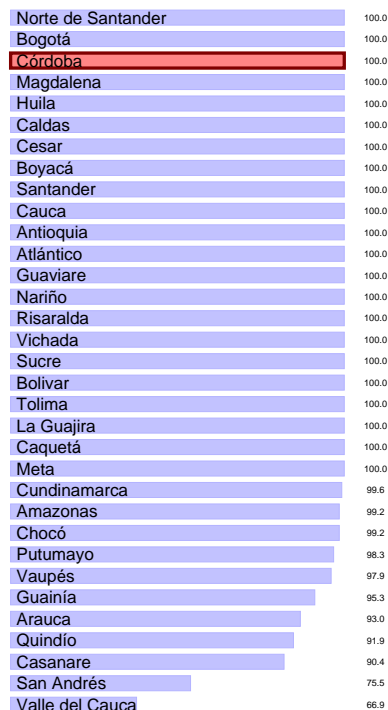 Norte de Santander 100.0
Bogotá 100.0
Córdoba 100.0
Magdalena 100.0
Huila 100.0
Caldas 100.0
Cesar 100.0
Boyacá 100.0
Santander 100.0
Cauca 100.0
Antioquia 100.0
Atlántico 100.0
Guaviare 100.0
Nariño 100.0
Risaralda 100.0
Vichada 100.0
Sucre 100.0
Bolivar 100.0
Tolima 100.0
La Guajira 100.0
Caquetá 100.0
Meta 100.0
Cundinamarca 99.6
Amazonas 99.2
Chocó 99.2
Putumayo 98.3
Vaupés 97.9
Guainía 95.3
Arauca 93.0
Quindío 91.9
Casanare 90.4
San Andrés 75.5
Valle del Cauca 66.9